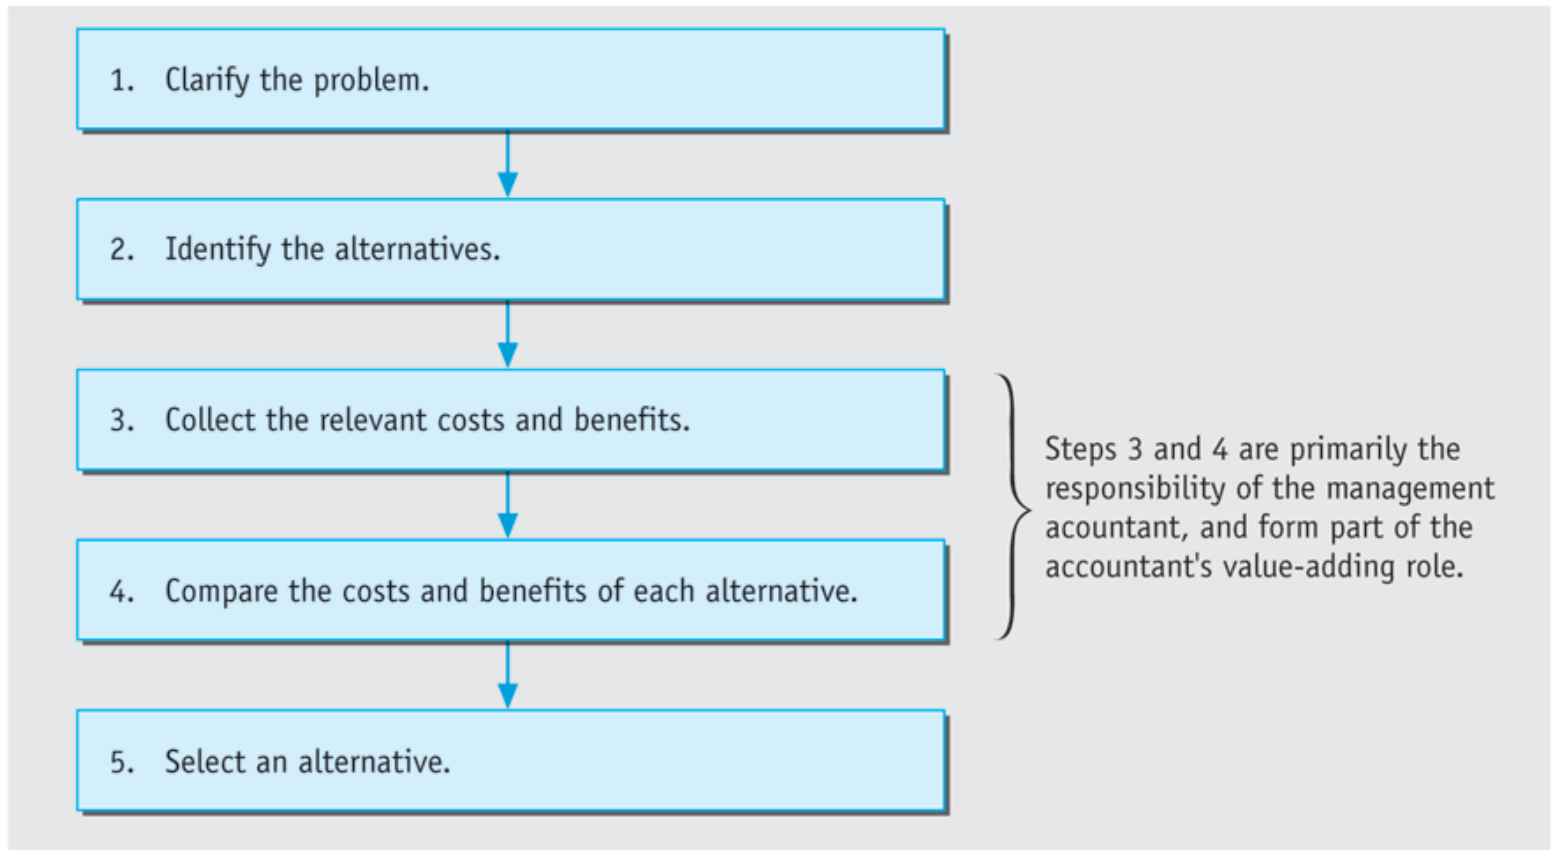 1. Clarify the problem.
2. Identify the alternatives.
3. Collect the relevant costs and benefits.
4. Compare the costs and benefits of each alternative.
Steps 3 and 4 are primarily the
responsibility of the management
acountant, and form part of the
accountant's value-adding role.
5. Select an alternative.